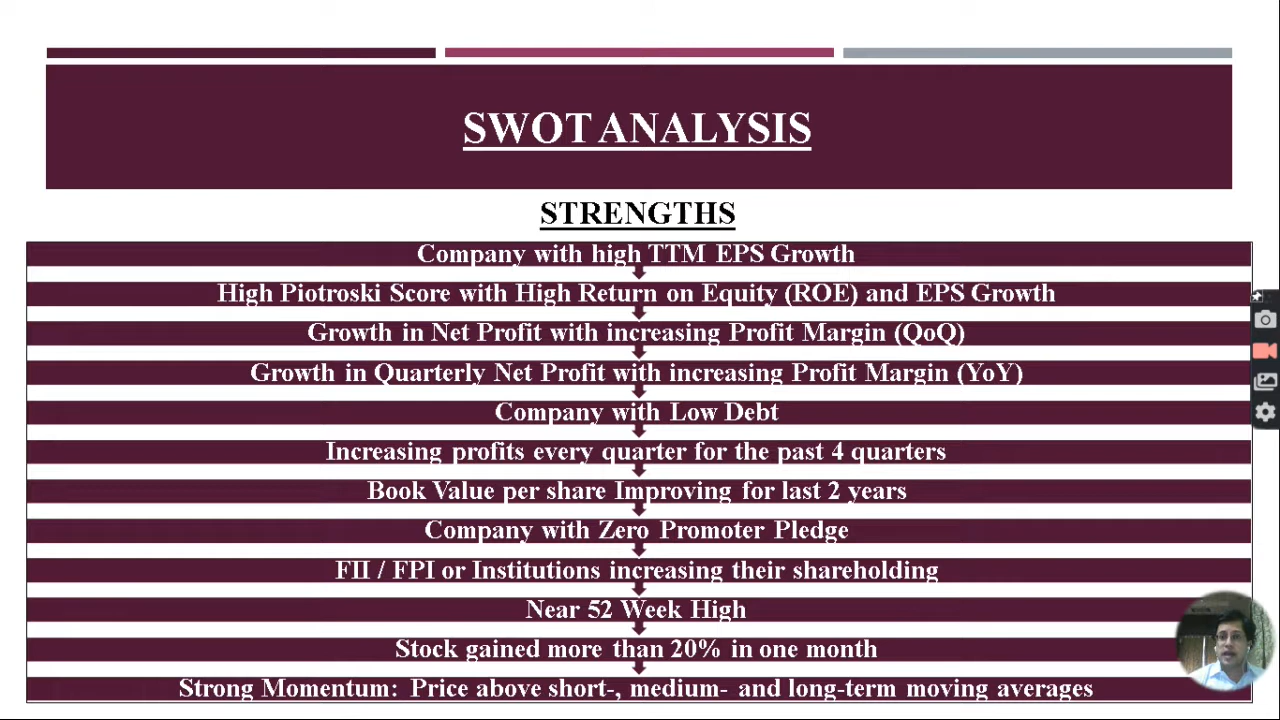 SWOT ANALYSIS
STRENGTHS
Company with high TTM EPS Growth
High Piotroski Score with High Return on Equity (ROE) and EPS Growth
Growth in Net Profit with increasing Profit Margin (QoQ)
Growth in Quarterly Net Profit with increasing Profit Margin (YoY)
Company with Low Debt
Increasing profits every quarter for the past 4 quarters
Book Value per share Improving for last 2 years
Company with Zero Promoter Pledge
FII / FPI or Institutions increasing their shareholding
Near 52 Week High
Stock gained more than 20% in one month
Strong Momentum: Price above short-, medium- and long-term moving averages